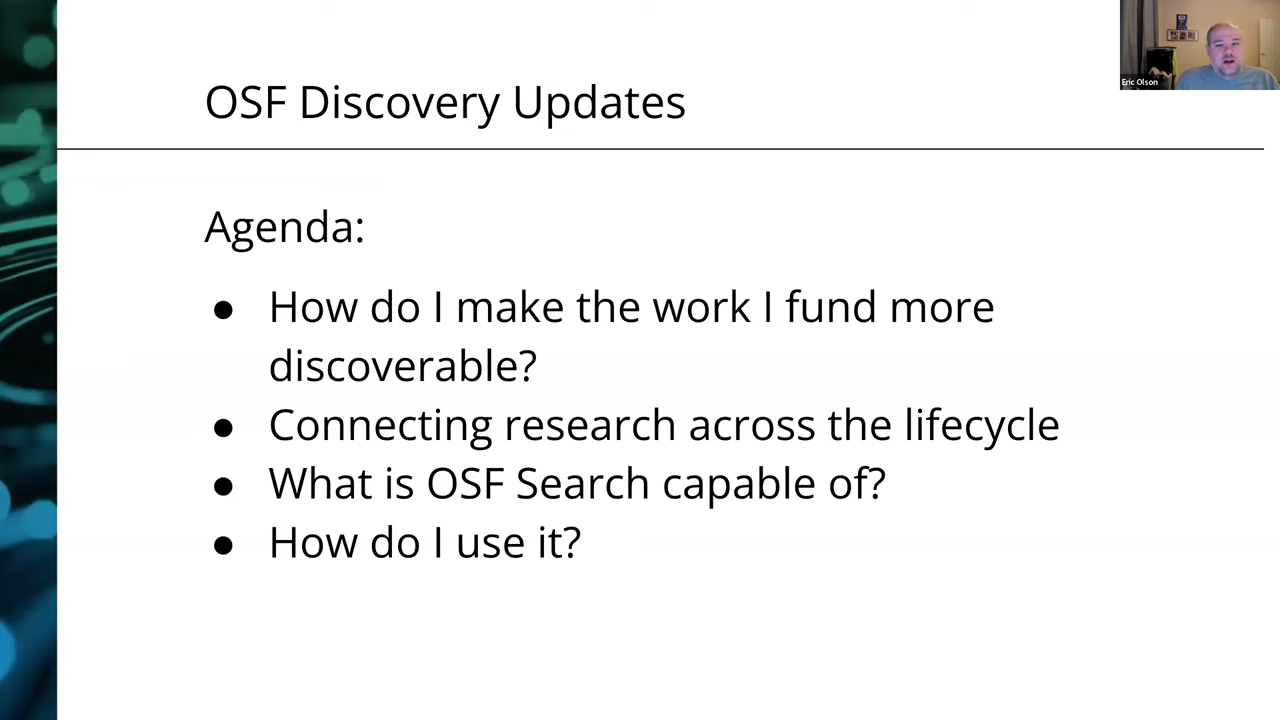 OSF Discovery Updates
Eric Olson
Agenda:
● How do I make the work I fund more
discoverable?
● Connecting research across the lifecycle
● What is OSF Search capable of?
● How do I use it?